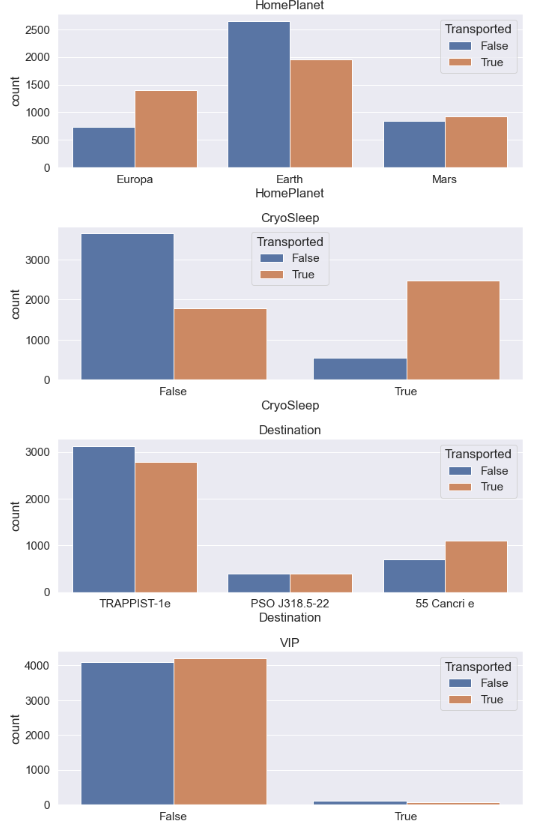 HomePlanet
Transported
False
True
count
2500
2000
1500
1000
500
0
Europa Earth Mars
HomePlanet
CryoSleep
Transported
False
True
count
3000
2000
1000
0
False True
CryoSleep
Destination
Transported
False
True
count
3000
2000
1000
0
TRAPPIST-1e PSO J318.5-22 55 Cancri e
Destination
VIP
Transported
False
True
count
4000
3000
2000
1000
0
False True